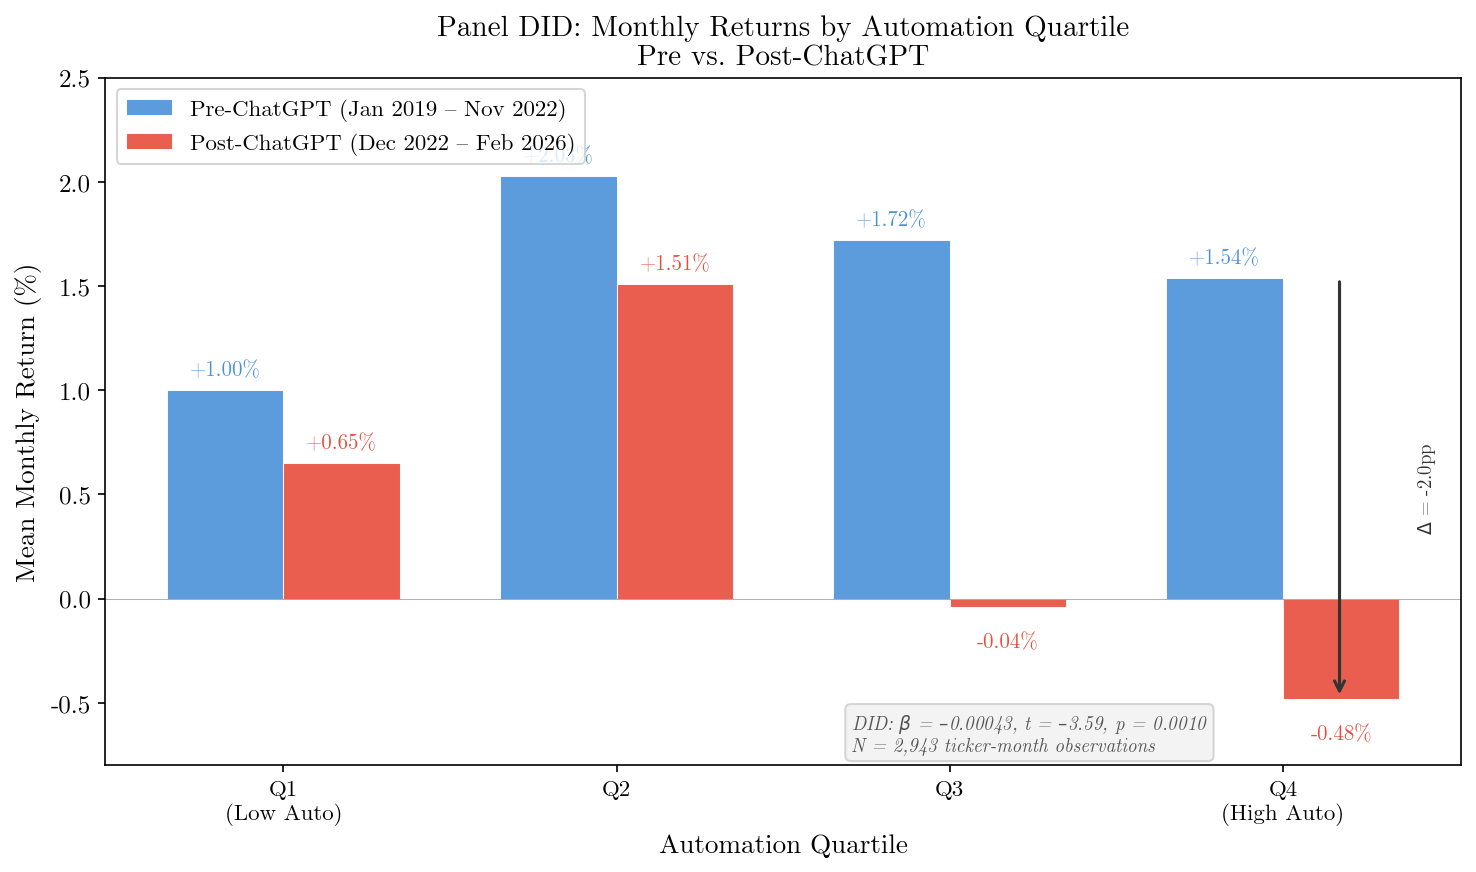 Panel DID: Monthly Returns by Automation Quartile
Pre vs. Post-ChatGPT
Mean Monthly Return (%)
2.5
2.0
1.5
1.0
0.5
0.0
-0.5
Pre-ChatGPT (Jan 2019 – Nov 2022)
Post-ChatGPT (Dec 2022 – Feb 2026)
+1.00%
+0.65%
+2.03%
+1.51%
+1.72%
-0.04%
+1.54%
-0.48%
Δ = -2.0pp
DID: β = −0.00043, t = −3.59, p = 0.0010
N = 2,943 ticker-month observations
Q1
(Low Auto)
Q2
Q3
Q4
(High Auto)
Automation Quartile